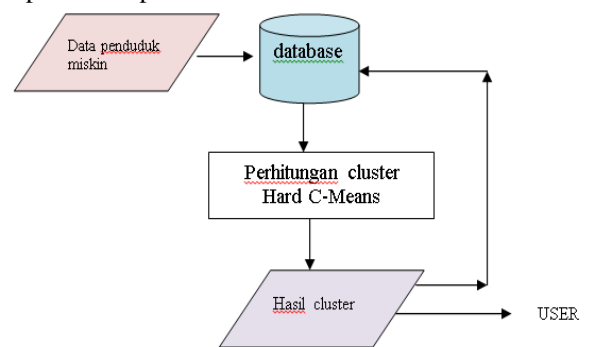 Data penduduk
miskin
database
Perhitungan cluster
Hard C-Means
Hasil cluster
USER